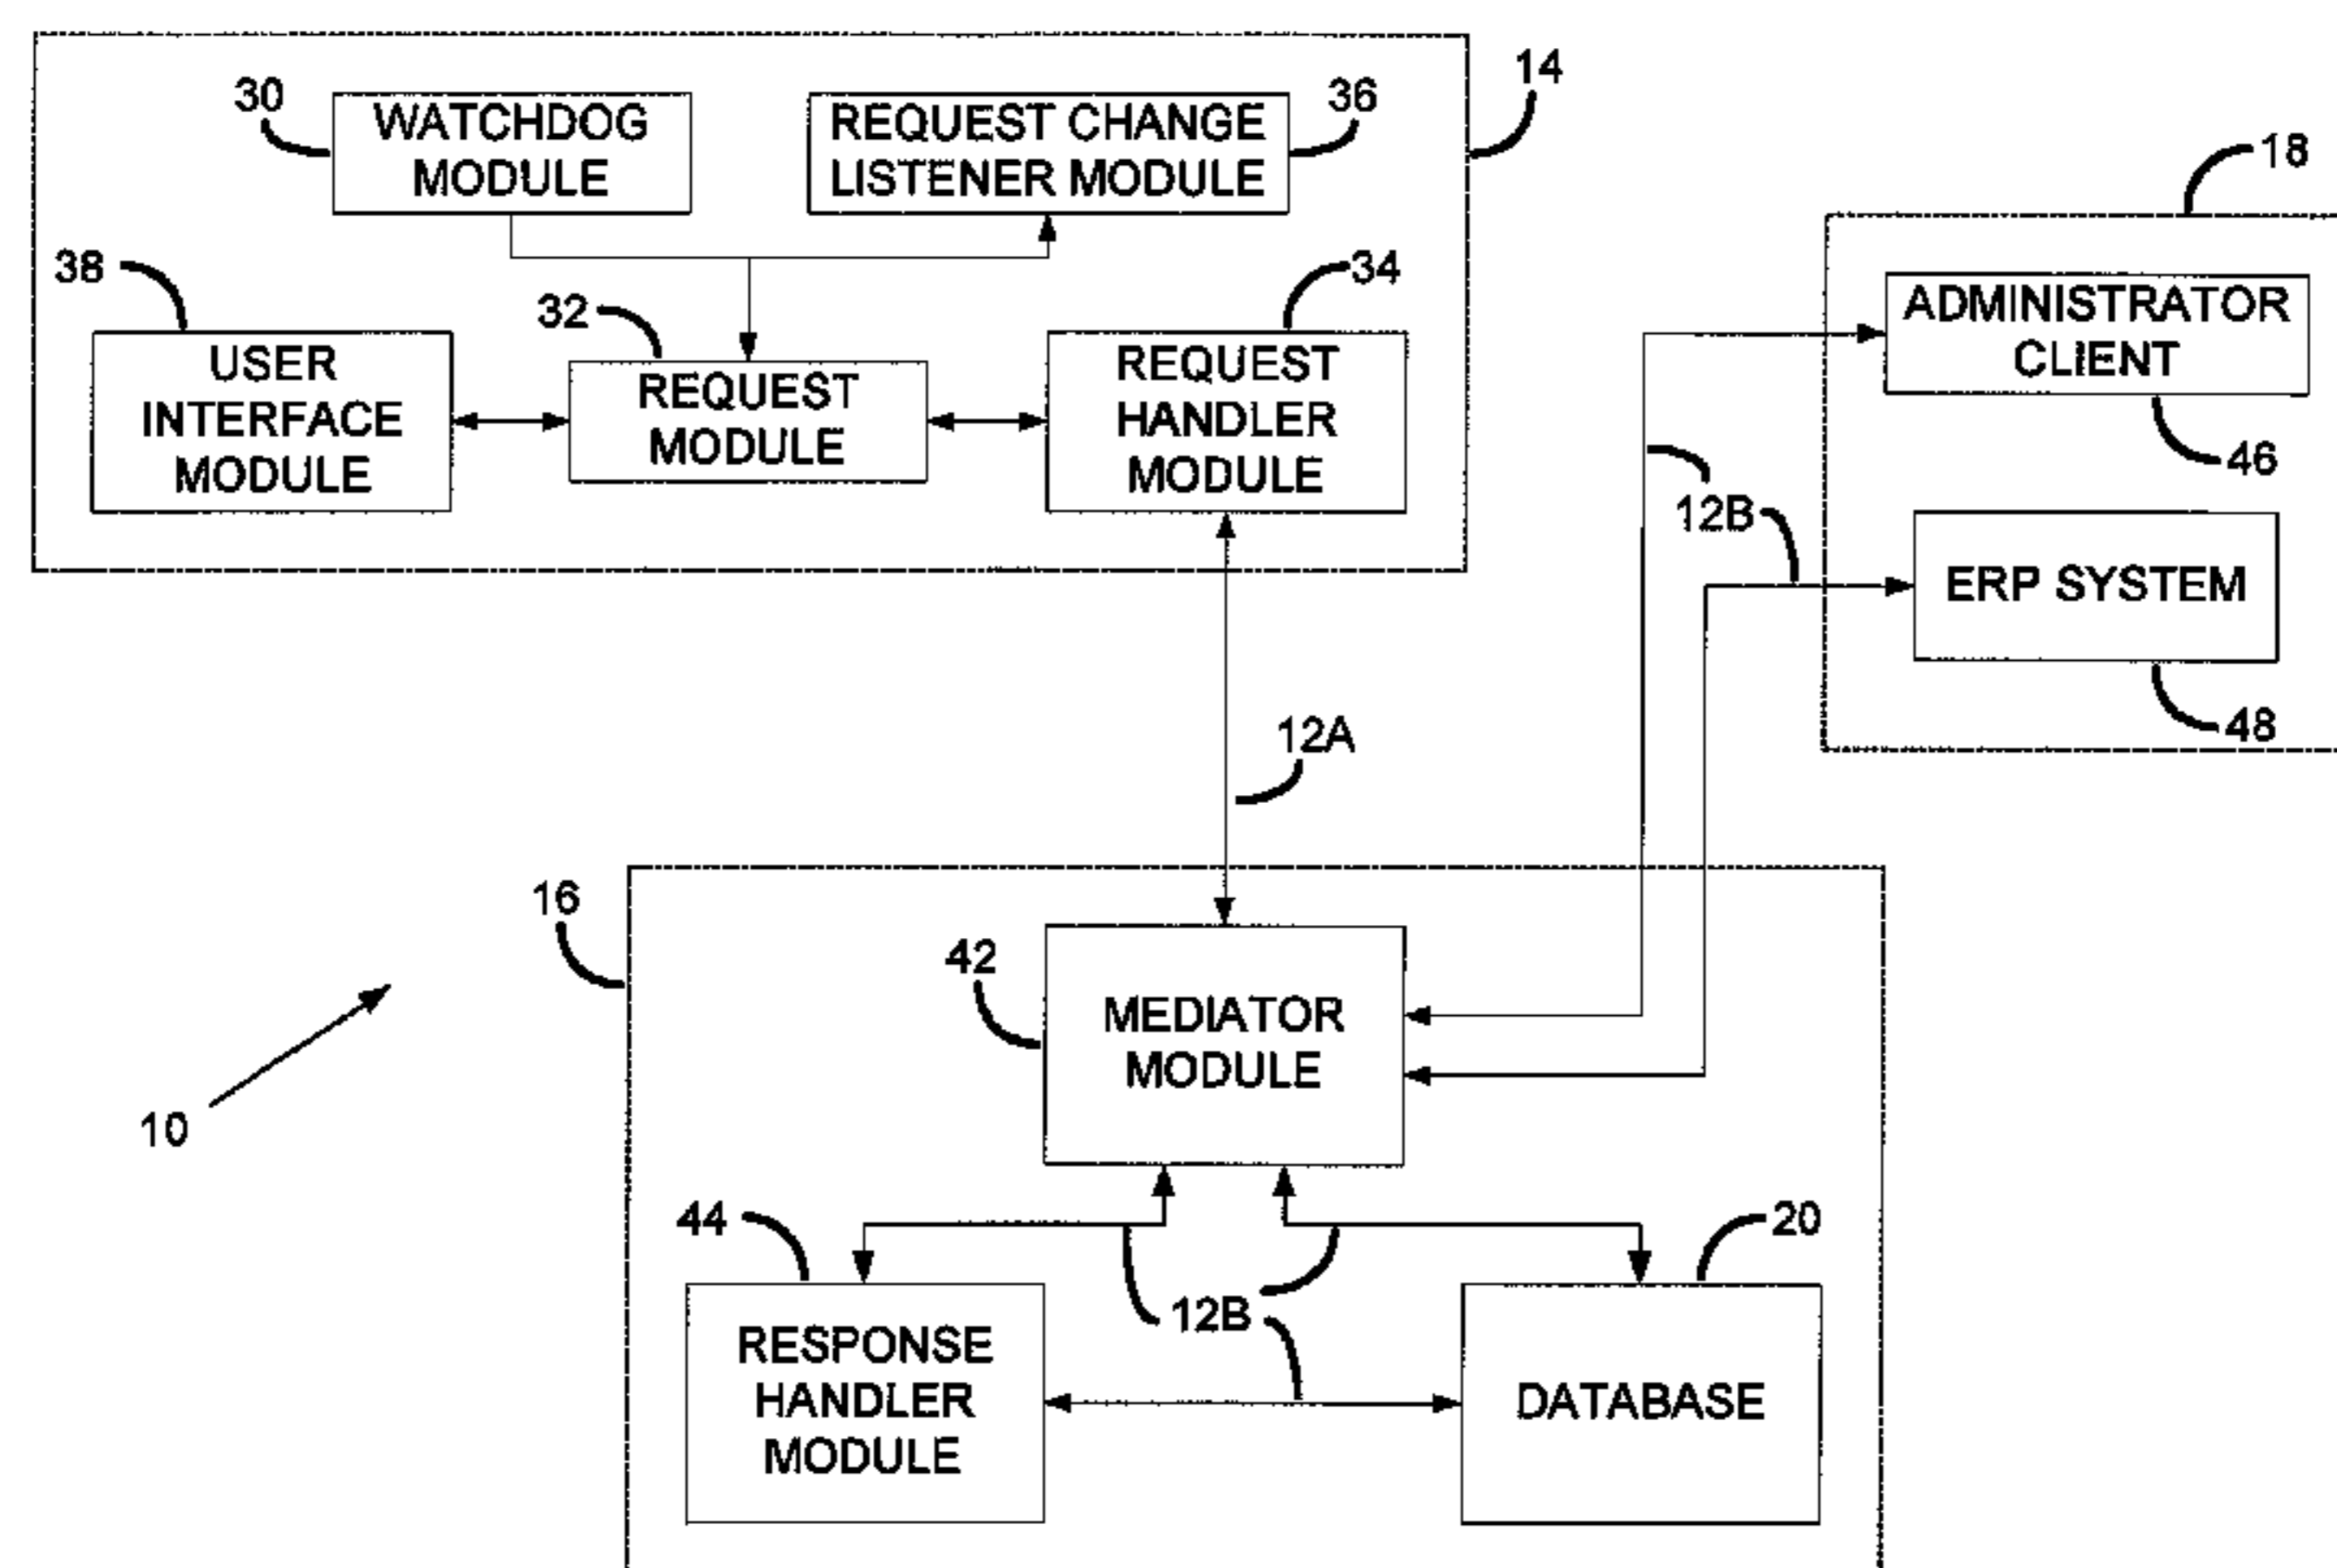 30
WATCHDOG
MODULE
REQUEST CHANGE
LISTENER MODULE
36
14
18
38
USER
INTERFACE
MODULE
32
REQUEST
MODULE
34
REQUEST
HANDLER
MODULE
ADMINISTRATOR
CLIENT
46
12B
ERP SYSTEM
48
12A
16
42
MEDIATOR
MODULE
10
44
RESPONSE
HANDLER
MODULE
12B
20
DATABASE